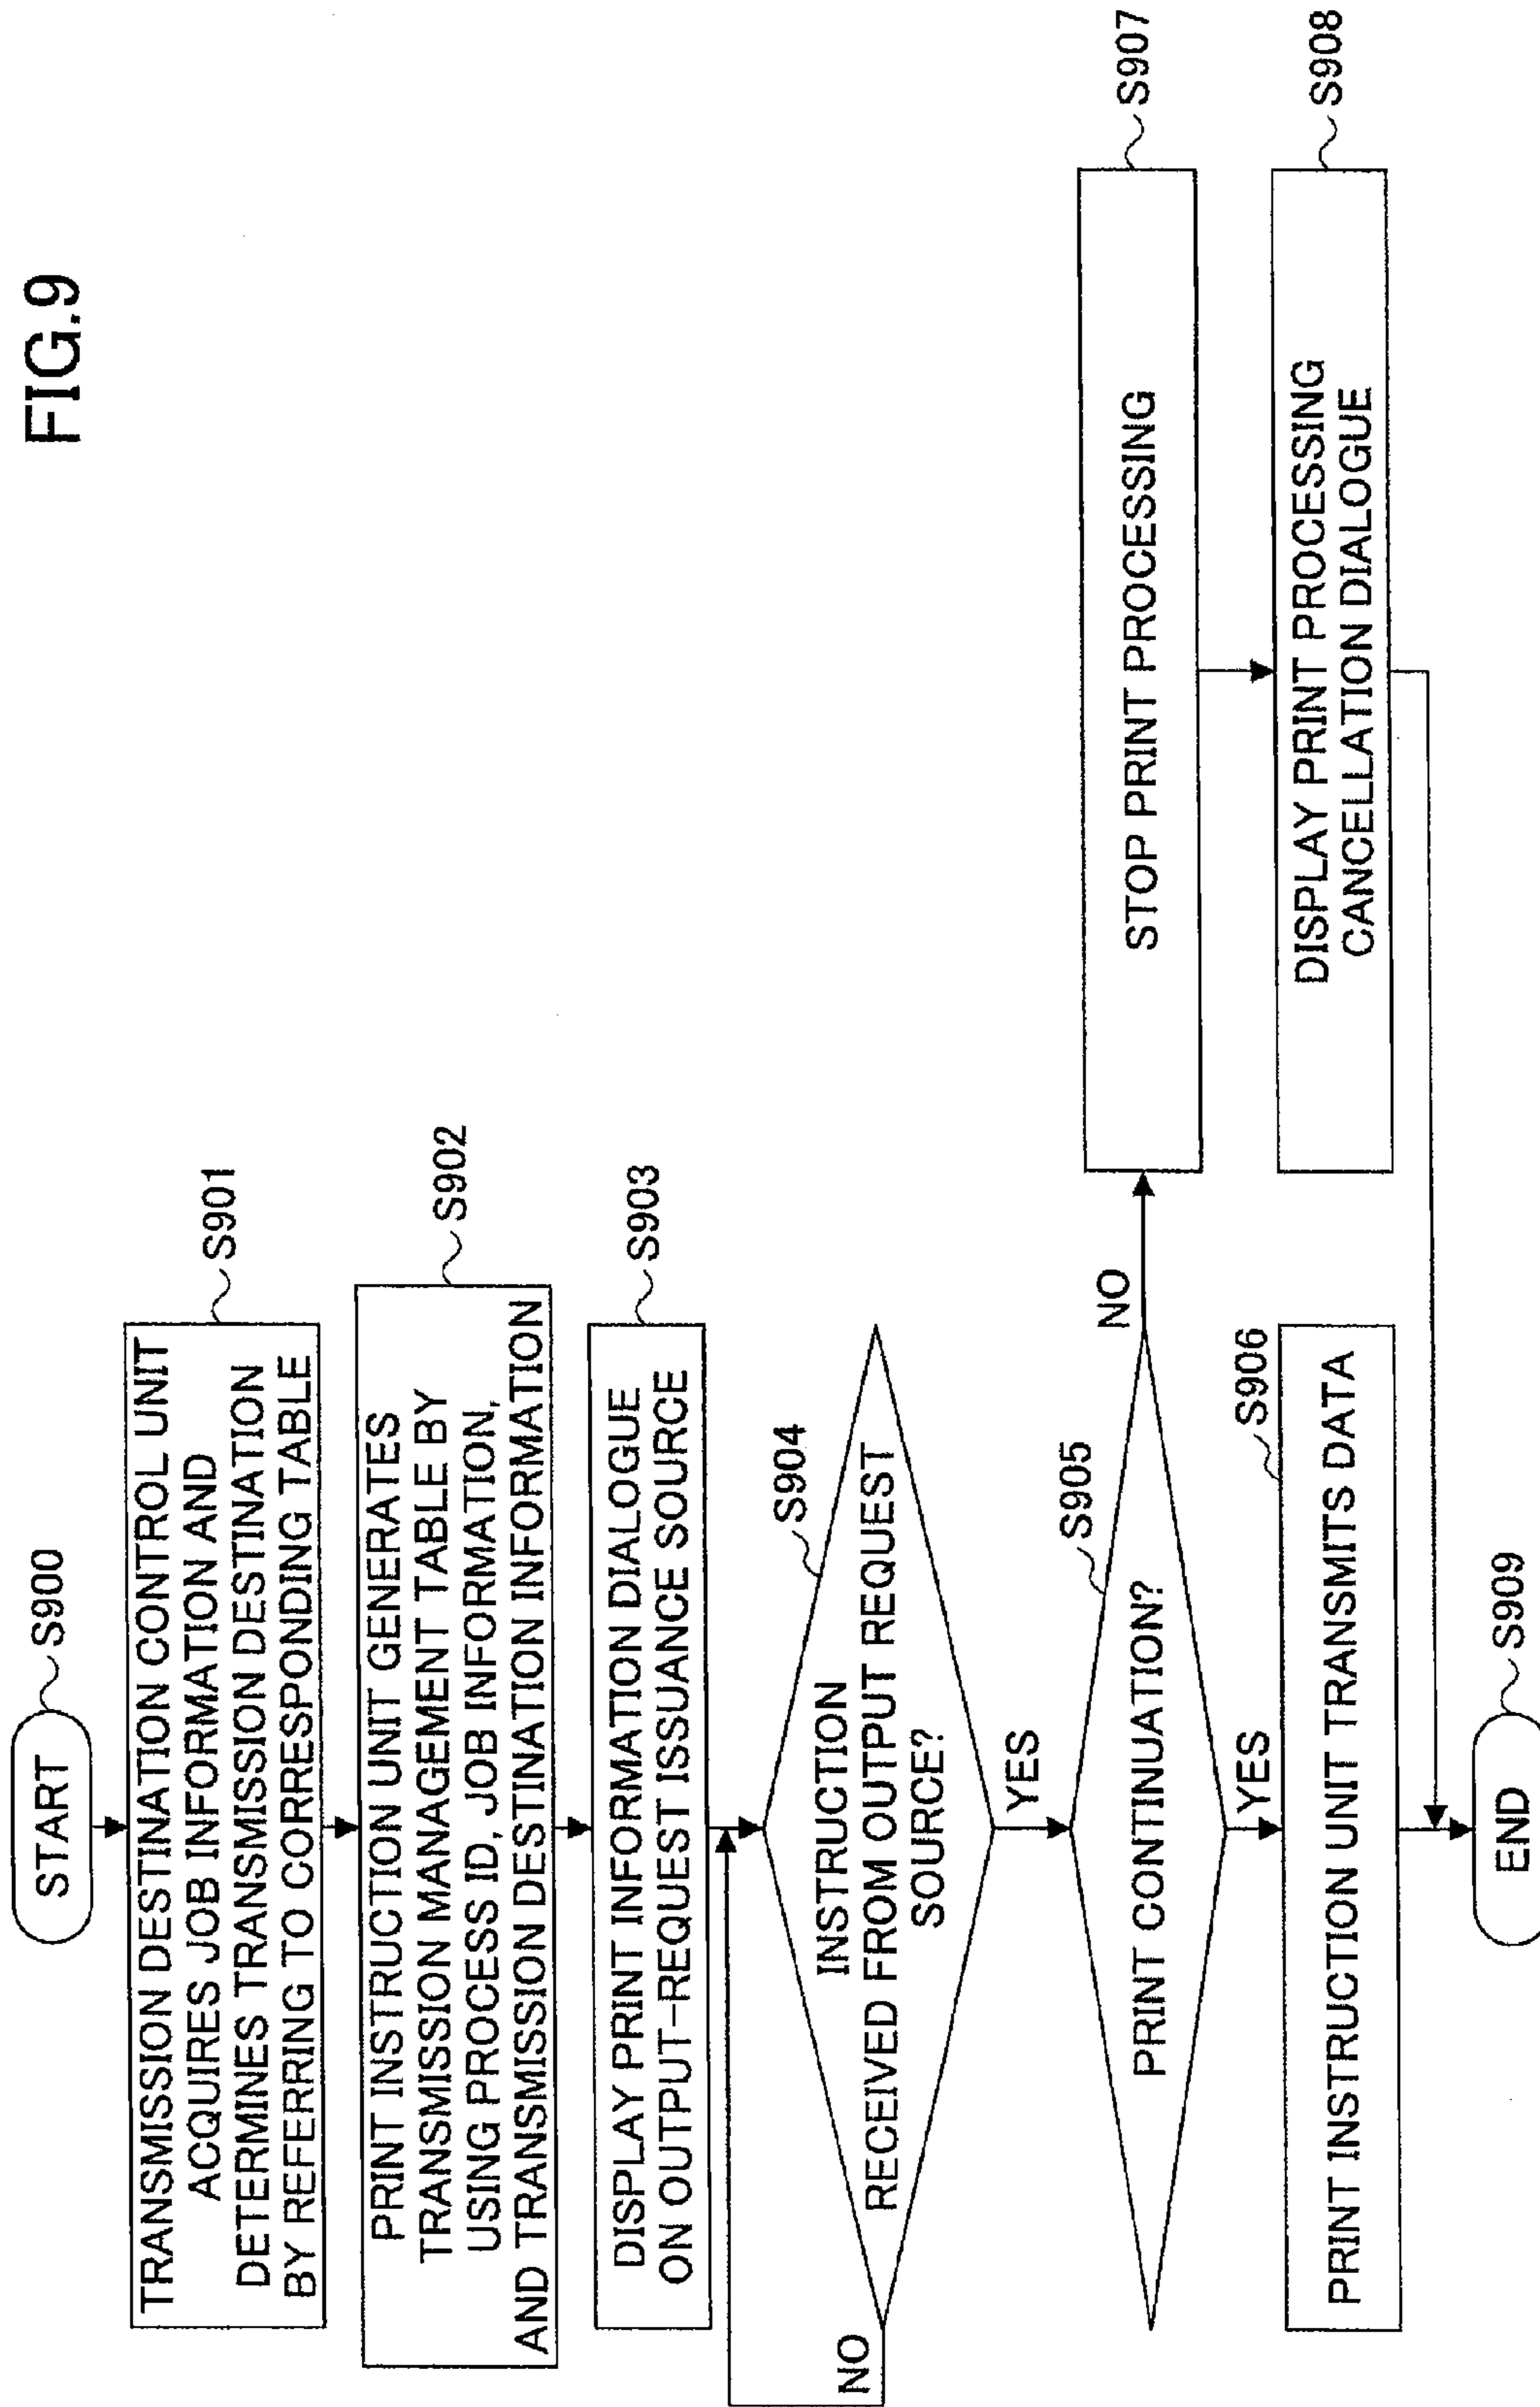 FIG.9
START
S900
TRANSMISSION DESTINATION CONTROL UNIT
ACQUIRES JOB INFORMATION AND
DETERMINES TRANSMISSION DESTINATION
BY REFERRING TO CORRESPONDING TABLE
S901
PRINT INSTRUCTION UNIT GENERATES
TRANSMISSION MANAGEMENT TABLE BY
USING PROCESS ID, JOB INFORMATION,
AND TRANSMISSION DESTINATION INFORMATION
S902
DISPLAY PRINT INFORMATION DIALOGUE
ON OUTPUT-REQUEST ISSUANCE SOURCE
S903
INSTRUCTION
RECEIVED FROM OUTPUT REQUEST
SOURCE?
S904
NO
YES
PRINT CONTINUATION?
S905
NO
YES
PRINT INSTRUCTION UNIT TRANSMITS DATA
S906
STOP PRINT PROCESSING
S907
DISPLAY PRINT PROCESSING
CANCELLATION DIALOGUE
S908
END
S909